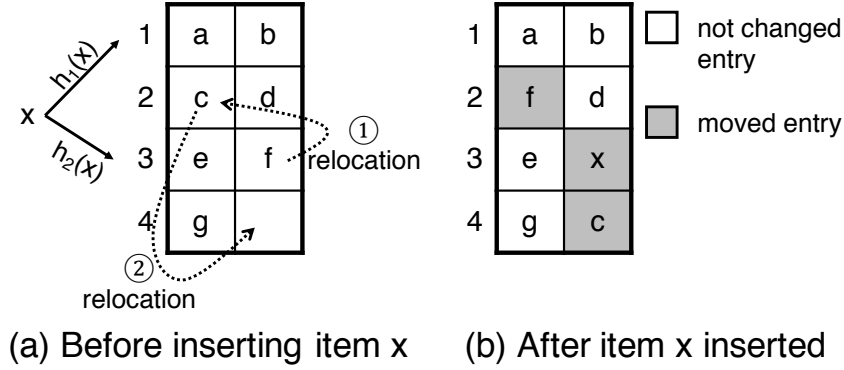 1 a b
h₁(x)
x
h₂(x)
2 c d
①
relocation
3 e f
4 g
②
relocation
(a) Before inserting item x
1 a b
2 f d
3 e x
4 g c
not changed
entry
moved entry
(b) After item x inserted